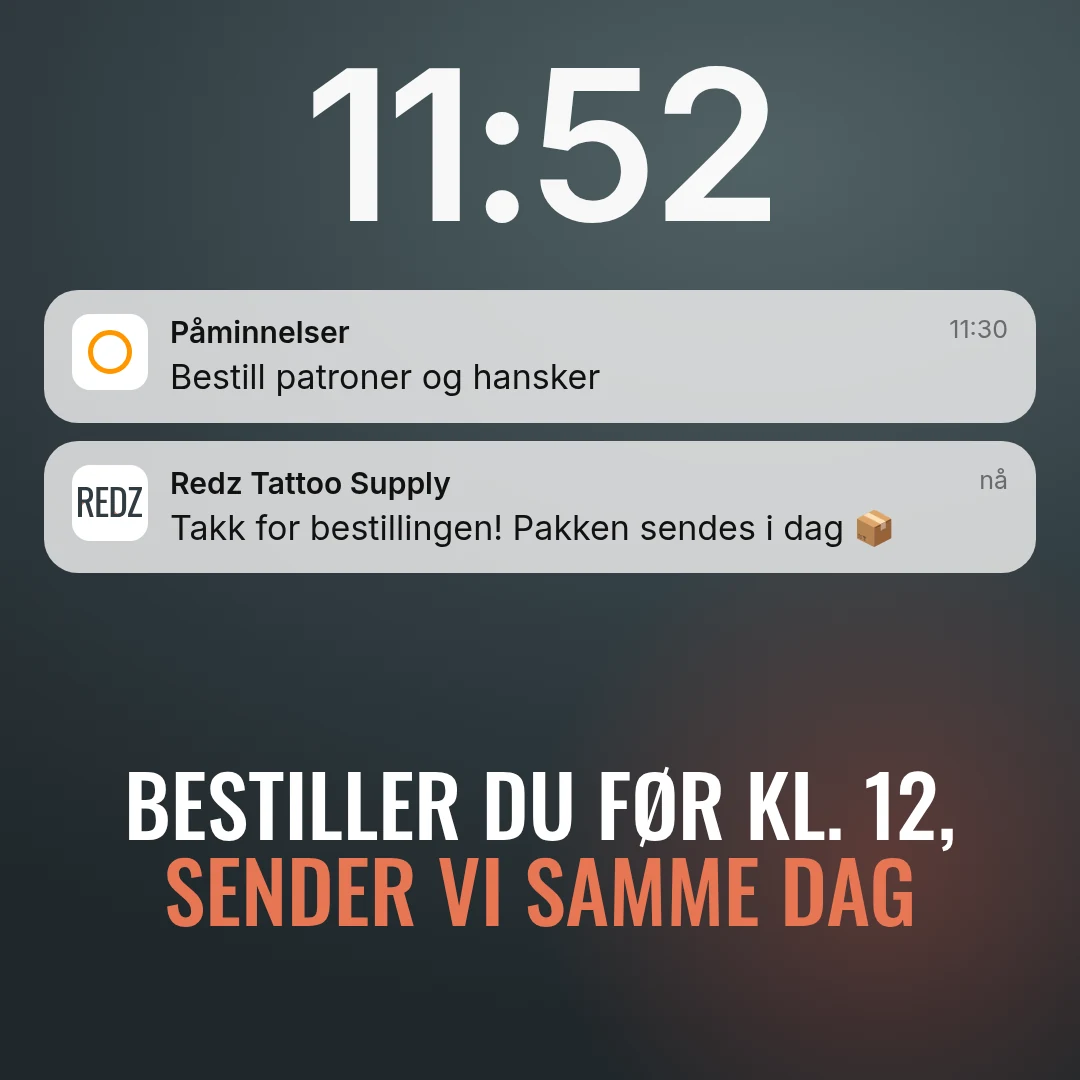 11:52
Påminnelser
11:30
Bestill patroner og hansker
REDZ
Redz Tattoo Supply
nå
Takk for bestillingen! Pakken sendes i dag 📦
BESTILLER DU FØR KL. 12,
SENDER VI SAMME DAG